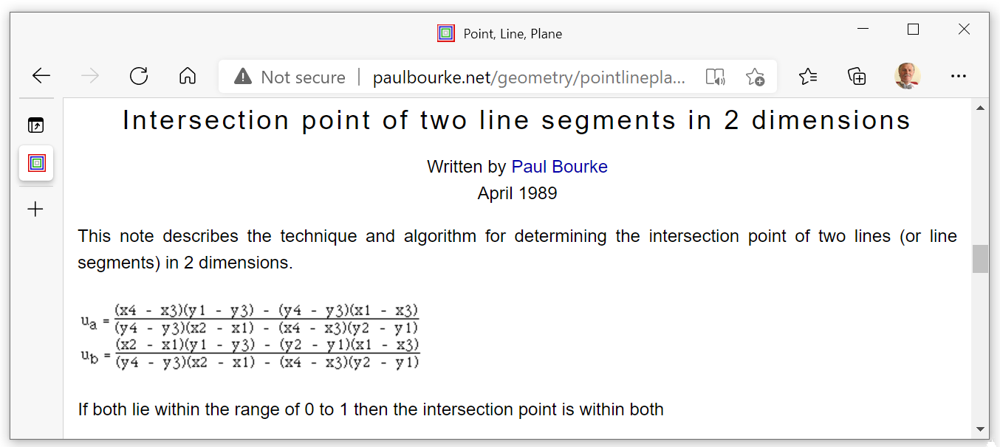 Point, Line, Plane
Not secure | paulbourke.net/geometry/pointlinepla...
Intersection point of two line segments in 2 dimensions
Written by Paul Bourke
April 1989
This note describes the technique and algorithm for determining the intersection point of two lines (or line
segments) in 2 dimensions.
(x4 - x3)(y1 - y3) - (y4 - y3)(x1 - x3)
ua =
(y4 - y3)(x2 - x1) - (x4 - x3)(y2 - y1)
(x2 - x1)(y1 - y3) - (y2 - y1)(x1 - x3)
ub =
(y4 - y3)(x2 - x1) - (x4 - x3)(y2 - y1)
If both lie within the range of 0 to 1 then the intersection point is within both